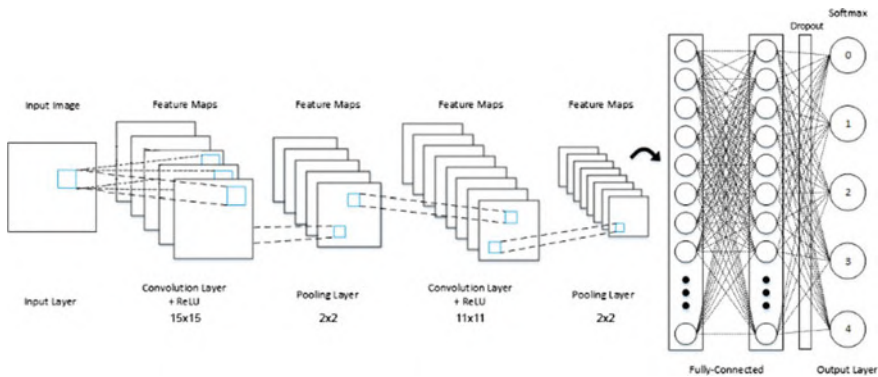 Softmax
Dropout
0
1
2
3
4
Input Image
Feature Maps
Feature Maps
Feature Maps
Feature Maps
Input Layer
Convolution Layer
+ ReLU
15x15
Pooling Layer
2x2
Convolution Layer
+ ReLU
11x11
Pooling Layer
2x2
Fully-Connected
Output Layer